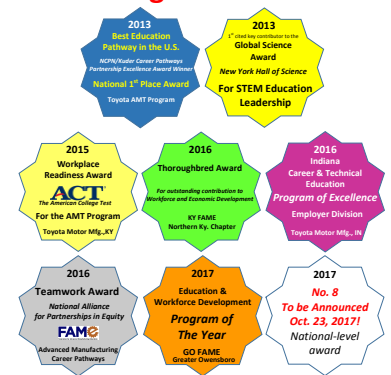 2013
Best Education
Pathway in the U.S.
NCPN/Kuder Career Pathways
Partnership Excellence Award Winner
National 1st Place Award
Toyota AMT Program
2013
1st cited key contributor to the
Global Science
Award
New York Hall of Science
For STEM Education
Leadership
2015
Workplace
Readiness Award
ACT
The American College Test
For the AMT Program
Toyota Motor Mfg.,KY
2016
Thoroughbred Award
For outstanding contribution to
Workforce and Economic Development
KY FAME
Northern Ky. Chapter
2016
Indiana
Career & Technical
Education
Program of Excellence
Employer Division
Toyota Motor Mfg., IN
2016
Teamwork Award
National Alliance
for Partnerships in Equity
FAME
Advanced Manufacturing
Career Pathways
2017
Education &
Workforce Development
Program of
The Year
GO FAME
Greater Owensboro
2017
No. 8
To be Announced
Oct. 23, 2017!
National-level
award